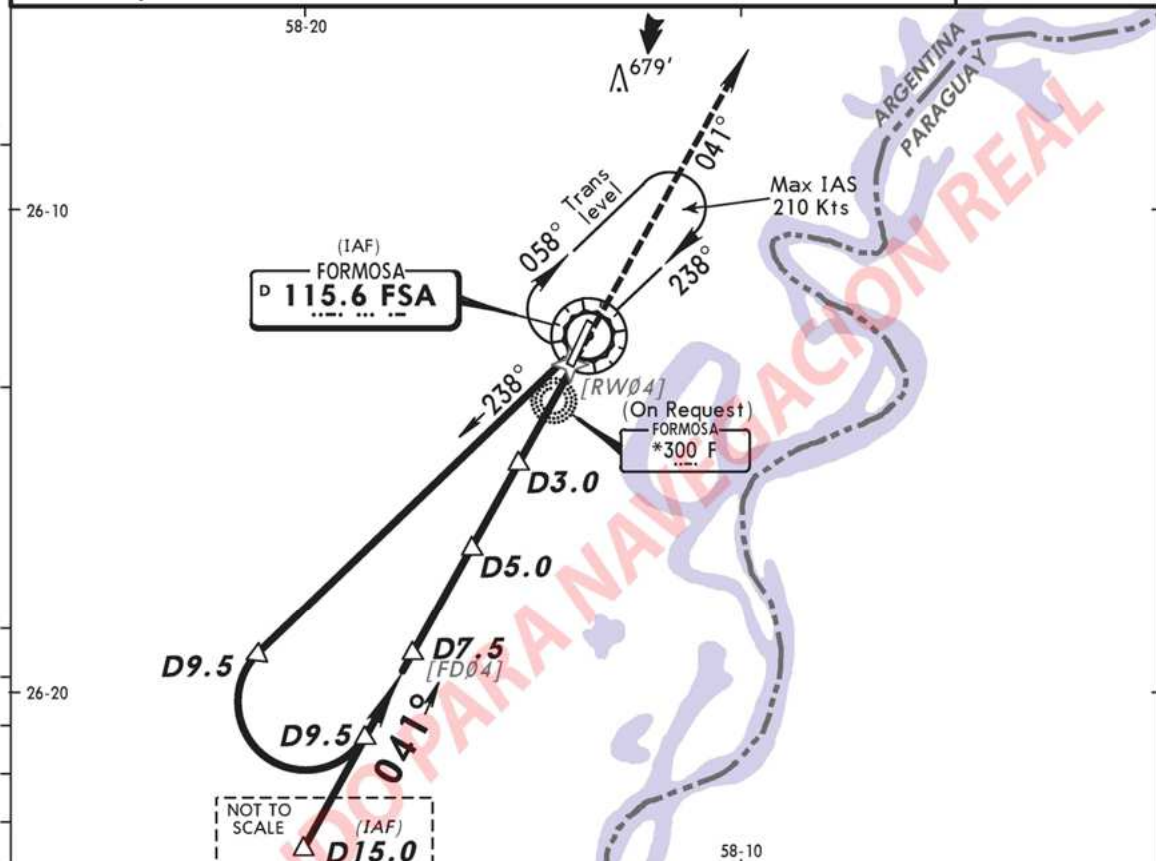 58-20
679'
ARGENTINA
PARAGUAY
041°
26-10
Trans
level
058°
Max IAS
210 Kts
238°
(IAF)
FORMOSA
D 115.6 FSA
238°
[RW04]
(On Request)
FORMOSA
*300 F
D3.0
D5.0
D7.5
[FD04]
D9.5
26-20
D9.5
041°
NOT TO
SCALE
(IAF)
D15.0
58-10
DO PARA NAVEGACION REAL